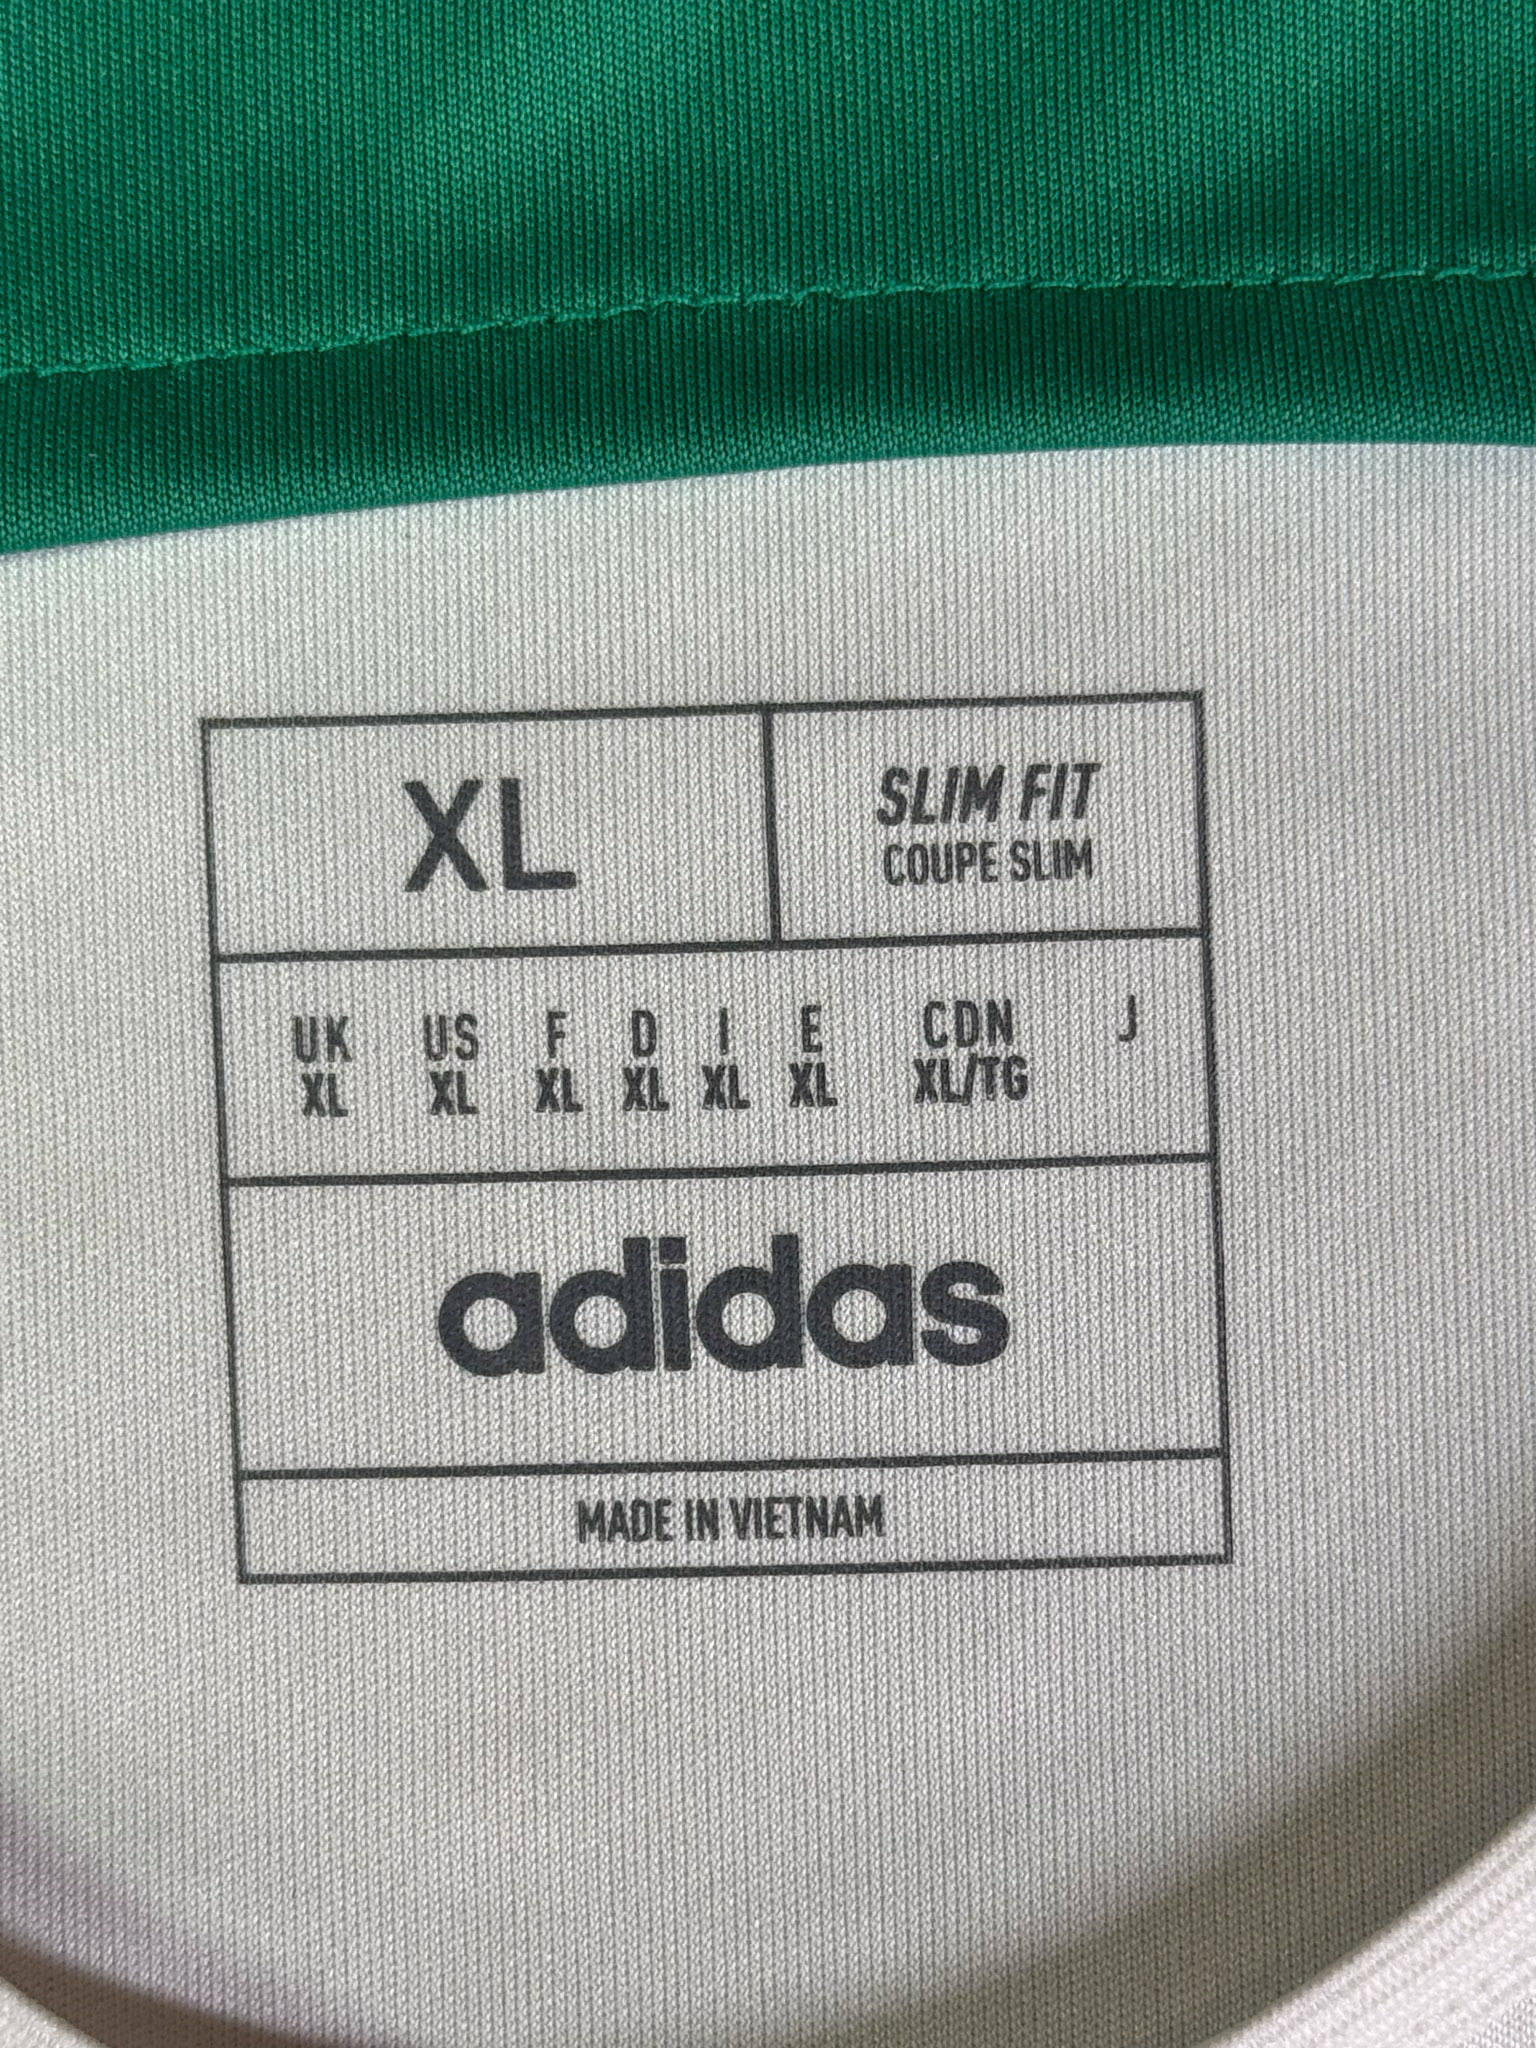 XL
SLIM FIT
COUPE SLIM
UK US F D I E CDN J
XL XL XL XL XL XL XL/TG
adidas
MADE IN VIETNAM